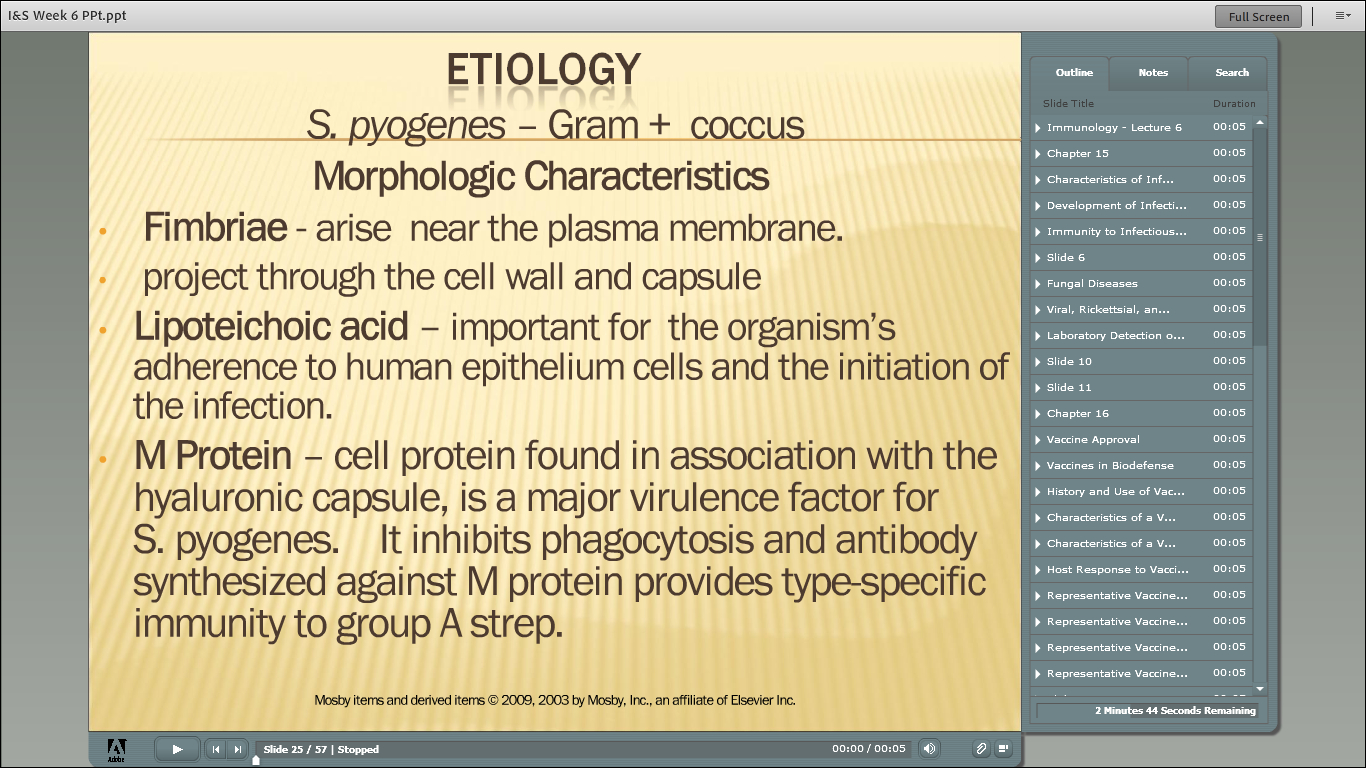 I&S Week 6 PPt.ppt
Full Screen
ETIOLOGY
S. pyogenes – Gram + coccus
Morphologic Characteristics
• Fimbriae - arise near the plasma membrane.
• project through the cell wall and capsule
• Lipoteichoic acid – important for the organism's
adherence to human epithelium cells and the initiation of
the infection.
• M Protein – cell protein found in association with the
hyaluronic capsule, is a major virulence factor for
S. pyogenes. It inhibits phagocytosis and antibody
synthesized against M protein provides type-specific
immunity to group A strep.
Mosby items and derived items © 2009, 2003 by Mosby, Inc., an affiliate of Elsevier Inc.
Outline Notes Search
Slide Title Duration
Immunology - Lecture 6 00:05
Chapter 15 00:05
Characteristics of Inf... 00:05
Development of Infecti... 00:05
Immunity to Infectious... 00:05
Slide 6 00:05
Fungal Diseases 00:05
Viral, Rickettsial, an... 00:05
Laboratory Detection o... 00:05
Slide 10 00:05
Slide 11 00:05
Chapter 16 00:05
Vaccine Approval 00:05
Vaccines in Biodefense 00:05
History and Use of Vac... 00:05
Characteristics of a V... 00:05
Characteristics of a V... 00:05
Host Response to Vacci... 00:05
Representative Vaccine... 00:05
Representative Vaccine... 00:05
Representative Vaccine... 00:05
Representative Vaccine... 00:05
2 Minutes 44 Seconds Remaining
Adobe
Slide 25 / 57 | Stopped 00:00 / 00:05